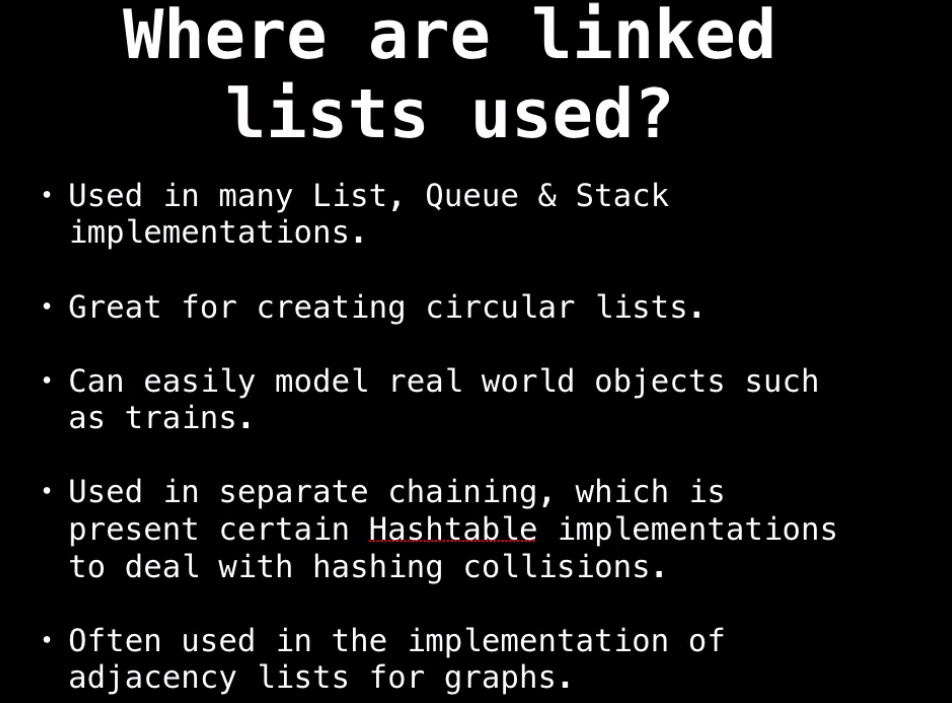 Where are linked
lists used?
• Used in many List, Queue & Stack
implementations.
• Great for creating circular lists.
• Can easily model real world objects such
as trains.
• Used in separate chaining, which is
present certain Hashtable implementations
to deal with hashing collisions.
• Often used in the implementation of
adjacency lists for graphs.